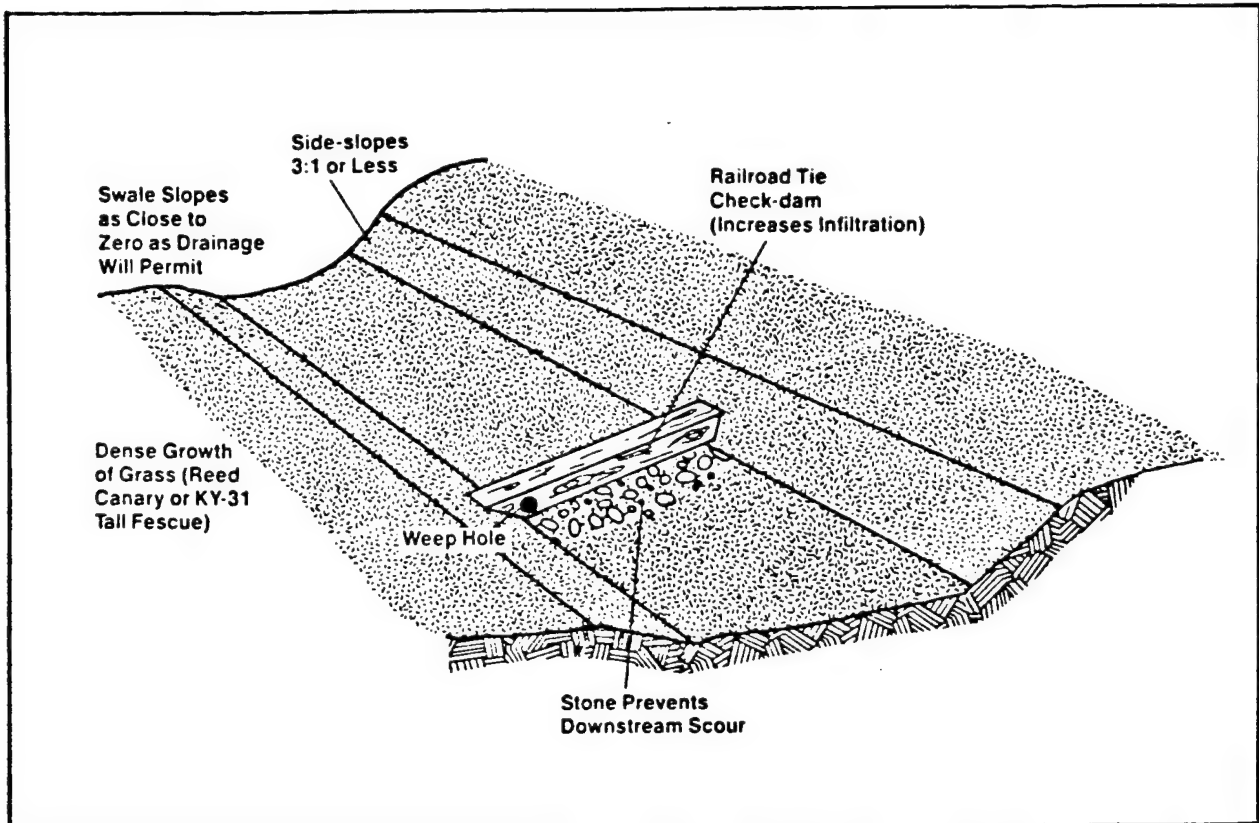 Side-slopes
3:1 or Less
Railroad Tie
Check-dam
(Increases Infiltration)
Swale Slopes
as Close to
Zero as Drainage
Will Permit
Dense Growth
of Grass (Reed
Canary or KY-31
Tall Fescue)
Weep Hole
Stone Prevents
Downstream Scour